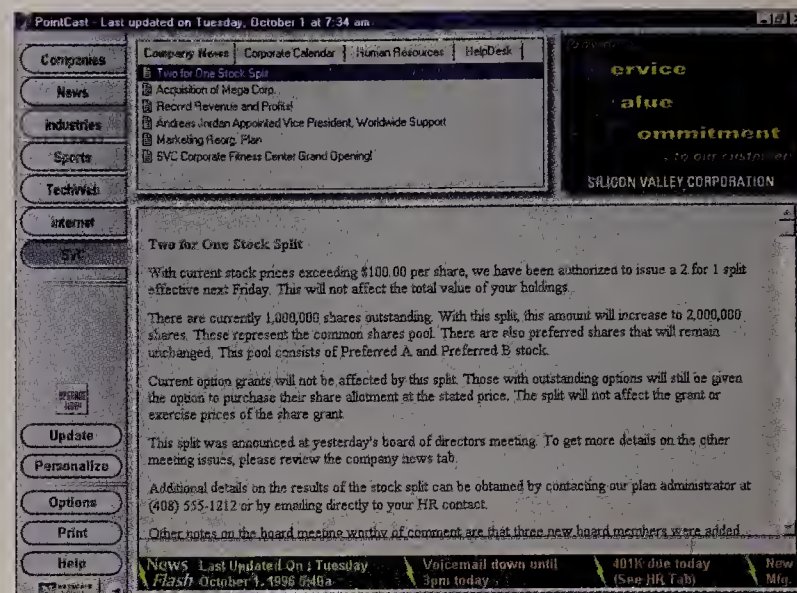 PointCast - Last updated on Tuesday, October 1 at 7:34 am
Companies
News
Industries
Sports
TechWeb
Internet
SVC
UPGRADE NOW!
Update
Personalize
Options
Print
Help
Company News
Corporate Calendar
Human Resources
HelpDesk
Two for One Stock Split
Acquisition of Mega Corp.
Record Revenue and Profits!
Andreas Jordan Appointed Vice President, Worldwide Support
Marketing Reorg. Plan
SVC Corporate Fitness Center Grand Opening!
ervice
alue
ommitment
to our customer
SILICON VALLEY CORPORATION
Two for One Stock Split
With current stock prices exceeding $100.00 per share, we have been authorized to issue a 2 for 1 split
effective next Friday. This will not affect the total value of your holdings.
There are currently 1,000,000 shares outstanding. With this split, this amount will increase to 2,000,000
shares. These represent the common shares pool. There are also preferred shares that will remain
unchanged. This pool consists of Preferred A and Preferred B stock.
Current option grants will not be affected by this split. Those with outstanding options will still be given
the option to purchase their share allotment at the stated price. The split will not affect the grant or
exercise prices of the share grant.
This split was announced at yesterday's board of directors meeting. To get more details on the other
meeting issues, please review the company news tab.
Additional details on the results of the stock split can be obtained by contacting our plan administrator at
(408) 555-1212 or by emailing directly to your HR contact.
Other notes on the board meeting worthy of comment are that three new board members were added
News Flash
Last Updated On : Tuesday
October 1, 1996 5:48a
Voicemail down until
3pm today
401K due today
(See HR Tab)
New
Mfg.